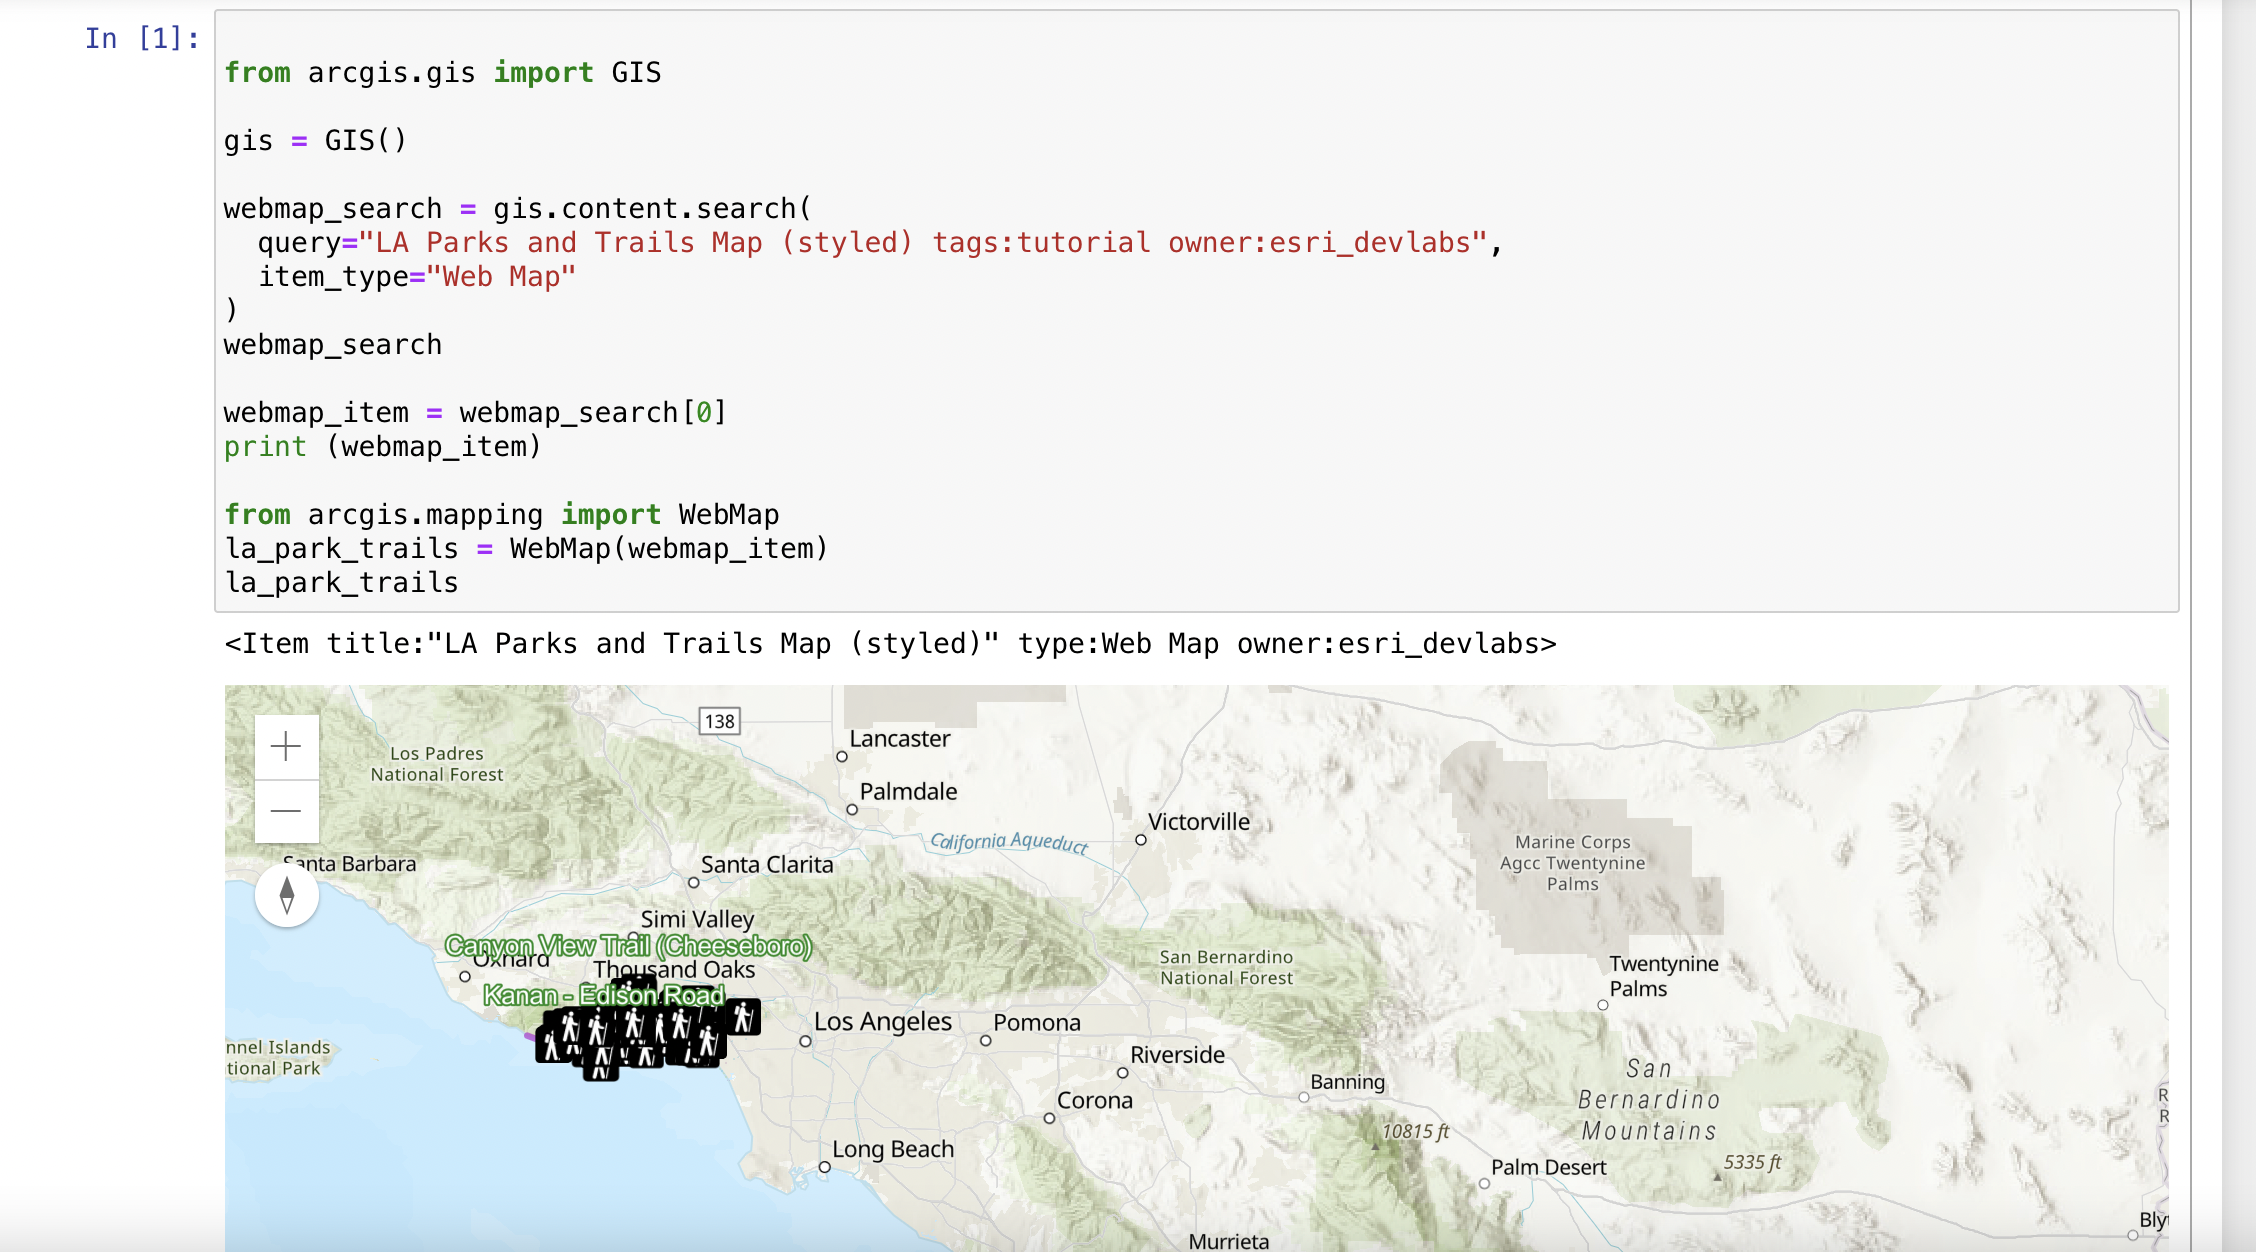 In [1]:
from arcgis.gis import GIS
gis = GIS()
webmap_search = gis.content.search(
query="LA Parks and Trails Map (styled) tags:tutorial owner:esri_devlabs",
item_type="Web Map"
)
webmap_search
webmap_item = webmap_search[0]
print (webmap_item)
from arcgis.mapping import WebMap
la_park_trails = WebMap(webmap_item)
la_park_trails
<Item title:"LA Parks and Trails Map (styled)" type:Web Map owner:esri_devlabs>
138
Lancaster
Los Padres
National Forest
Palmdale
Victorville
California Aqueduct
Marine Corps
Agcc Twentynine
Palms
Santa Barbara
Santa Clarita
Simi Valley
Canyon View Trail (Cheeseboro)
Oxnard
Thousand Oaks
San Bernardino
National Forest
Twentynine
Palms
Kanan - Edison Road
Los Angeles
Pomona
nnel Islands
tional Park
Riverside
San
Bernardino
Mountains
Banning
Corona
R
R
10815 ft
Long Beach
Palm Desert
5335 ft
Bly
Murrieta